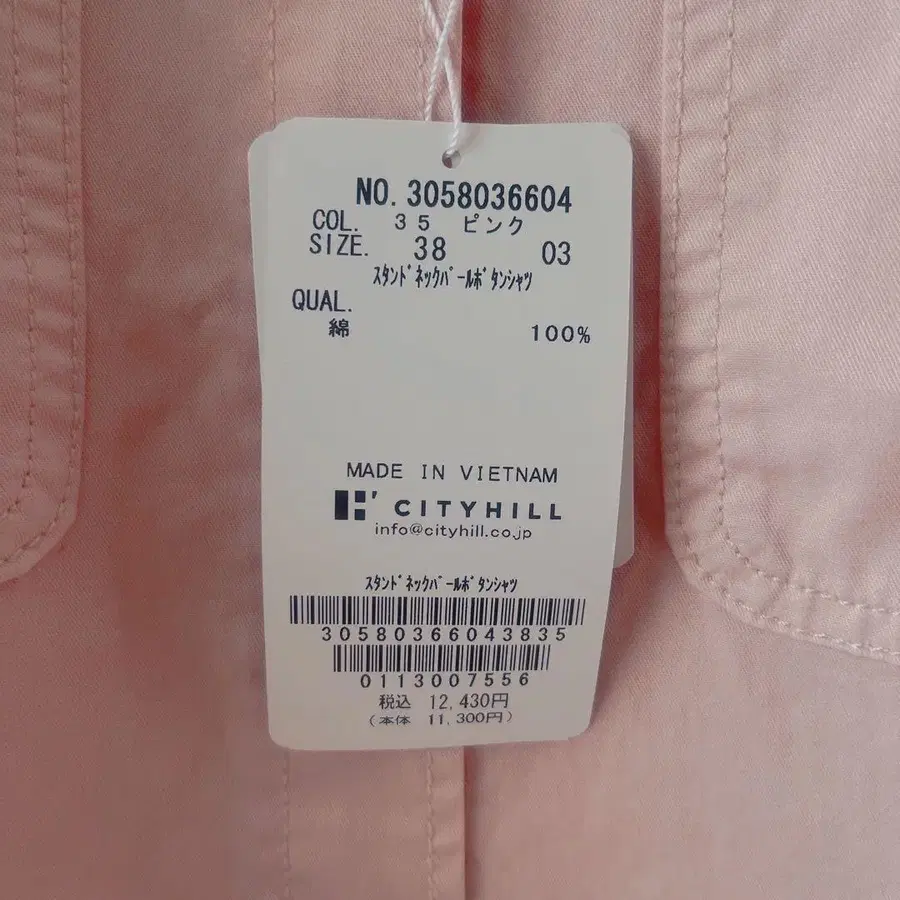 NO. 3058036604
COL. 35 ピンク
SIZE. 38 03
ｽﾀﾝﾄﾞﾈｯｸﾊﾟｰﾙﾎﾞﾀﾝｼｬﾂ
QUAL.
綿 100%
MADE IN VIETNAM
CITYHILL
info@cityhill.co.jp
ｽﾀﾝﾄﾞﾈｯｸﾊﾟｰﾙﾎﾞﾀﾝｼｬﾂ
30580366043835
0113007556
税込 12,430円
(本体 11,300円)